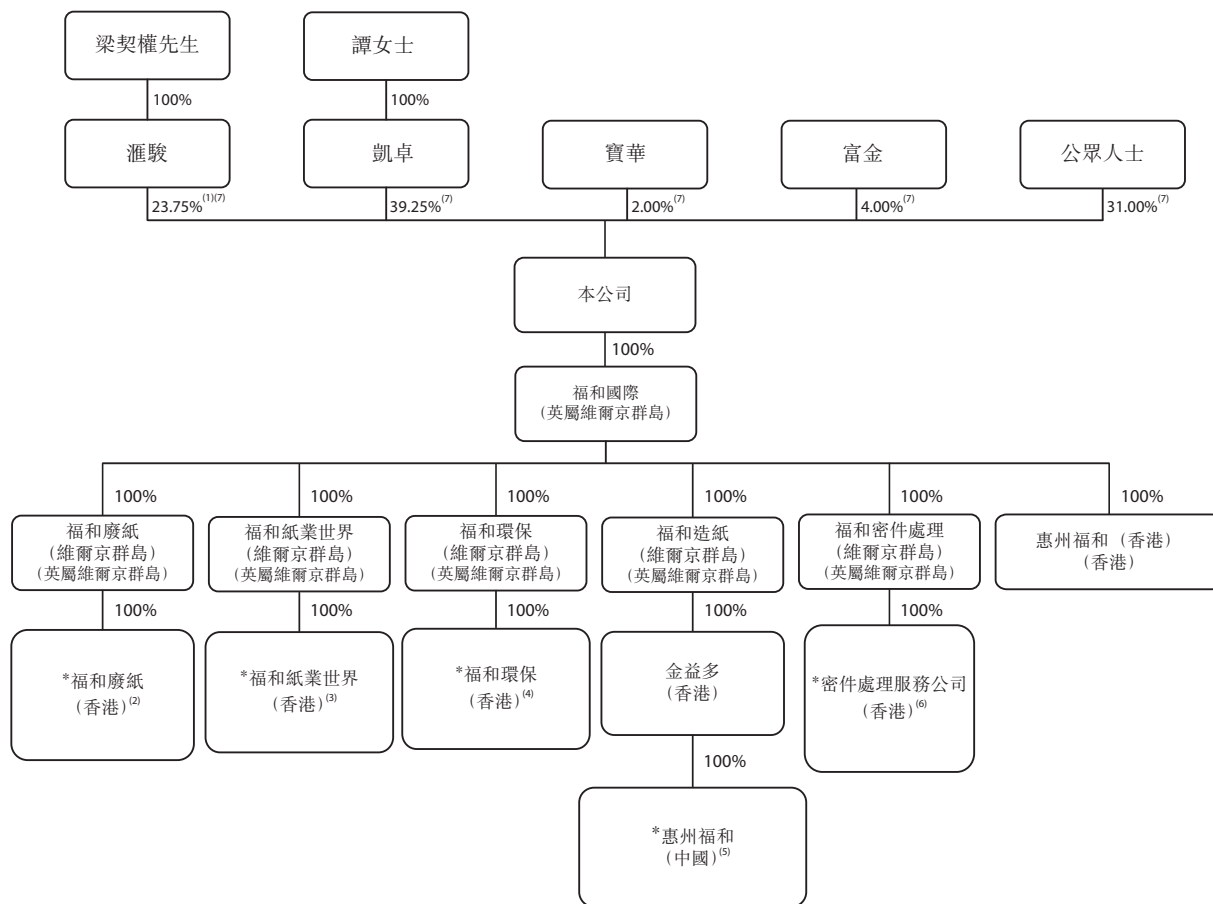 梁契權先生
譚女士
100%
100%
滙駿
凱卓
寶華
富金
公眾人士
23.75%(1)(7)
39.25%(7)
2.00%(7)
4.00%(7)
31.00%(7)
本公司
100%
福和國際
(英屬維爾京群島)
100%
100%
100%
100%
100%
100%
福和廢紙
(維爾京群島)
(英屬維爾京群島)
福和紙業世界
(維爾京群島)
(英屬維爾京群島)
福和環保
(維爾京群島)
(英屬維爾京群島)
福和造紙
(維爾京群島)
(英屬維爾京群島)
福和密件處理
(維爾京群島)
(英屬維爾京群島)
惠州福和（香港）
(香港)
100%
100%
100%
100%
100%
*福和廢紙
(香港)(2)
*福和紙業世界
(香港)(3)
*福和環保
(香港)(4)
金益多
(香港)
*密件處理服務公司
(香港)(6)
100%
*惠州福和
(中國)(5)